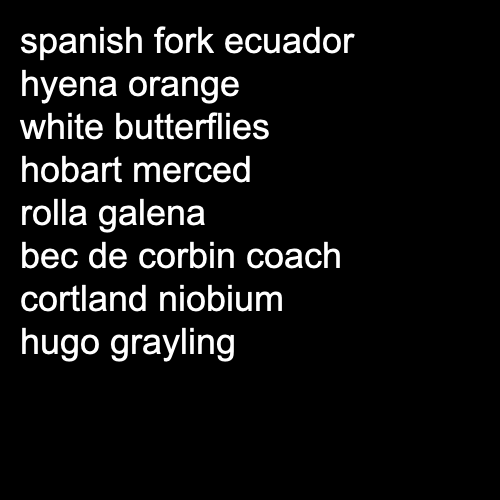 spanish fork ecuador
hyena orange
white butterflies
hobart merced
rolla galena
bec de corbin coach
cortland niobium
hugo grayling